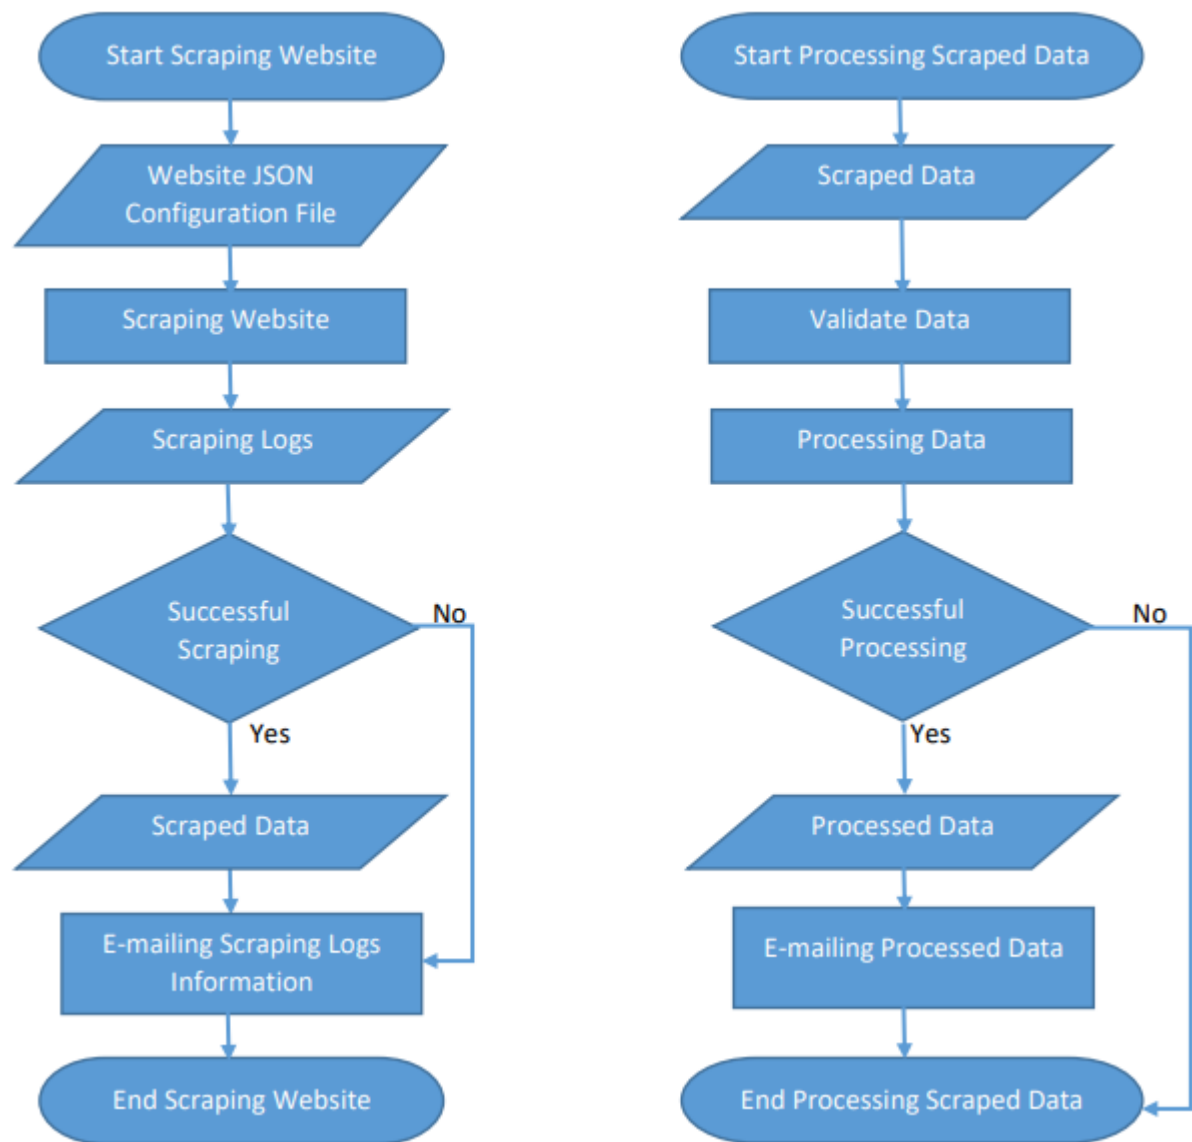 Start Scraping Website
Website JSON
Configuration File
Scraping Website
Scraping Logs
Successful
Scraping
No
Yes
Scraped Data
E-mailing Scraping Logs
Information
End Scraping Website
Start Processing Scraped Data
Scraped Data
Validate Data
Processing Data
Successful
Processing
No
Yes
Processed Data
E-mailing Processed Data
End Processing Scraped Data